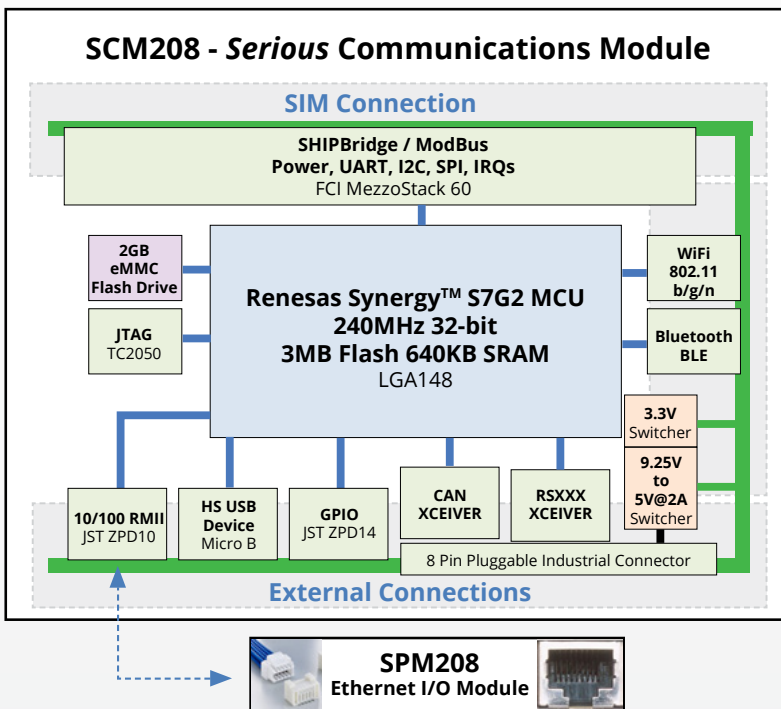 SCM208 - Serious Communications Module
SIM Connection
SHIPBridge / ModBus
Power, UART, I2C, SPI, IRQs
FCI MezzoStack 60
2GB
eMMC
Flash Drive
JTAG
TC2050
Renesas Synergy™ S7G2 MCU
240MHz 32-bit
3MB Flash 640KB SRAM
LGA148
WiFi
802.11
b/g/n
Bluetooth
BLE
3.3V
Switcher
9.25V
to
5V@2A
Switcher
10/100 RMII
JST ZPD10
HS USB
Device
Micro B
GPIO
JST ZPD14
CAN
XCEIVER
RSXXX
XCEIVER
8 Pin Pluggable Industrial Connector
External Connections
SPM208
Ethernet I/O Module